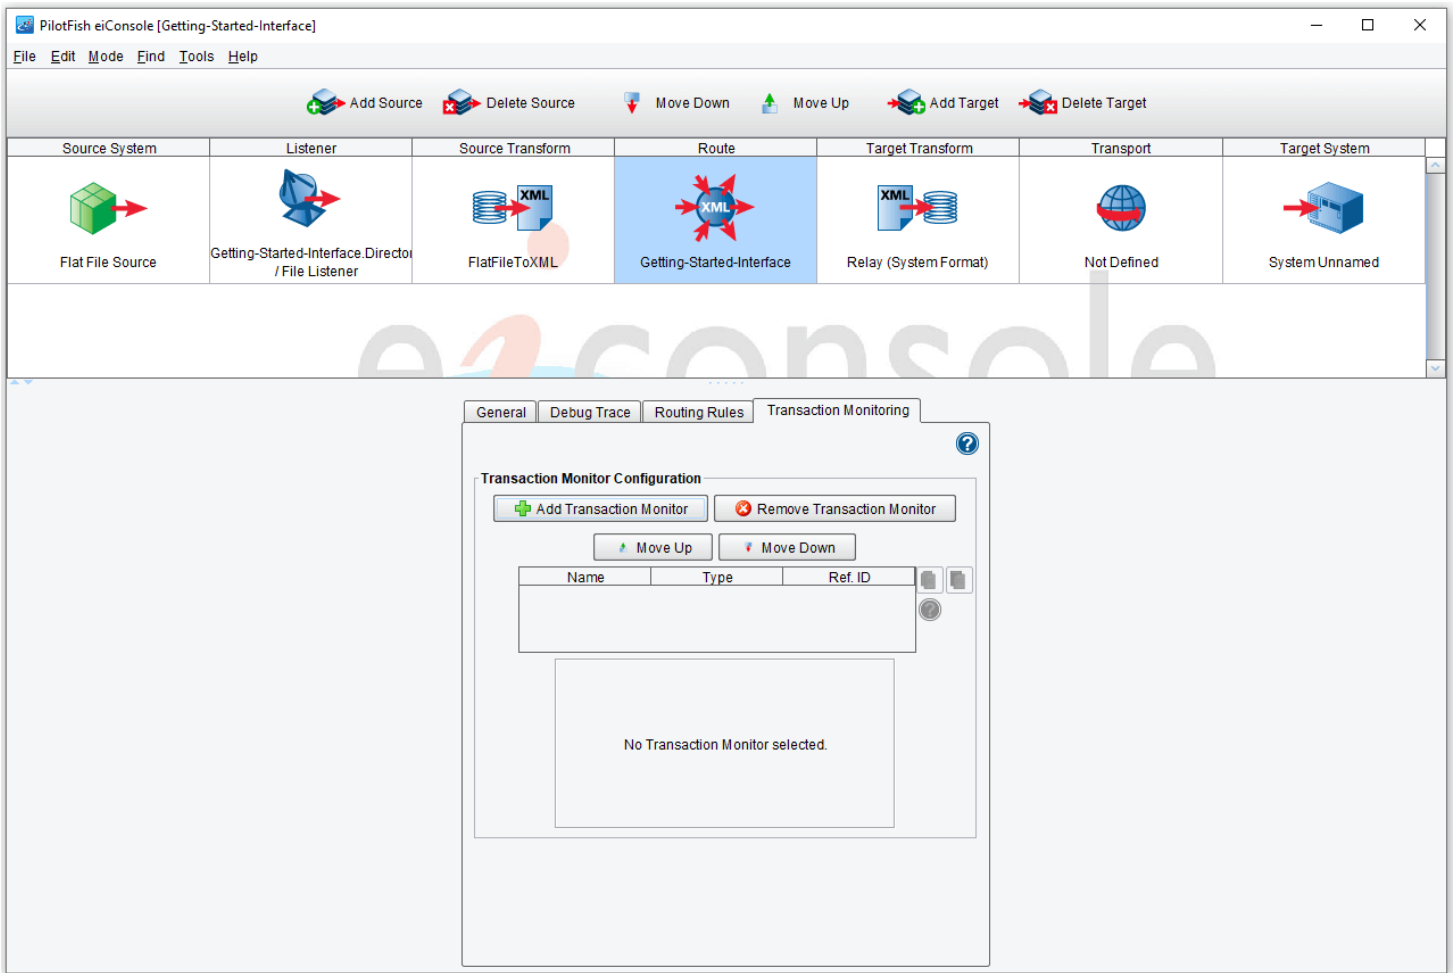 PilotFish eiConsole [Getting-Started-Interface]
File Edit Mode Find Tools Help
Add Source Delete Source Move Down Move Up Add Target Delete Target
Source System Listener Source Transform Route Target Transform Transport Target System
XML XML XML
Flat File Source Getting-Started-Interface.Director / File Listener FlatFileToXML Getting-Started-Interface Relay (System Format) Not Defined System Unnamed
eiconsole
General Debug Trace Routing Rules Transaction Monitoring
?
Transaction Monitor Configuration
Add Transaction Monitor Remove Transaction Monitor
Move Up Move Down
Name Type Ref. ID
?
No Transaction Monitor selected.